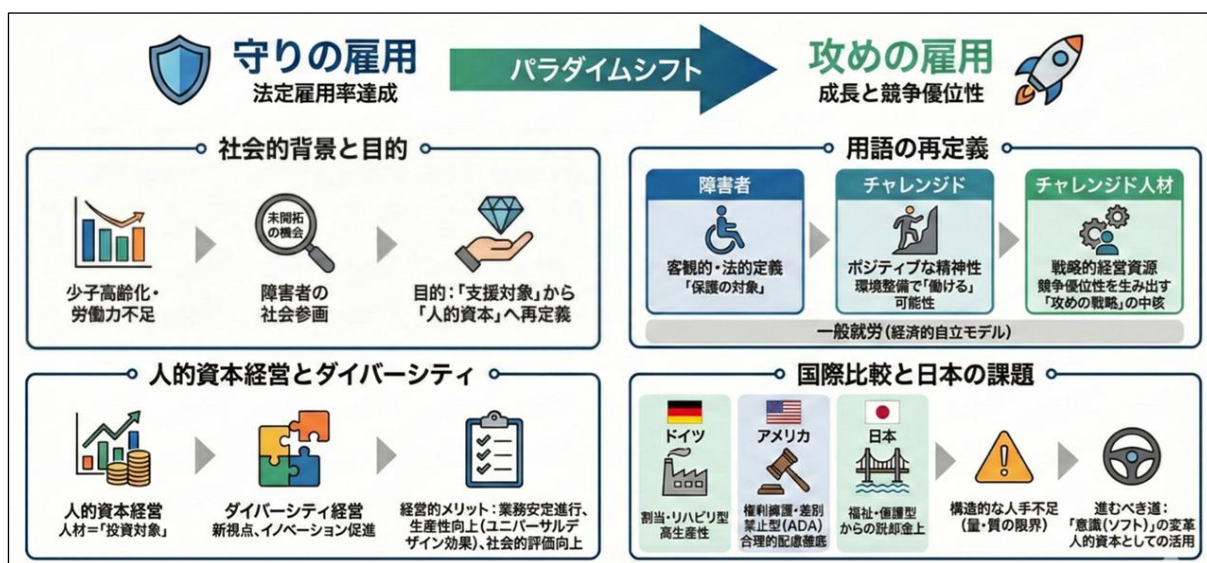 守りの雇用
法定雇用率達成
パラダイムシフト
攻めの雇用
成長と競争優位性
社会的背景と目的
少子高齢化・
労働力不足
未開拓
の機会
障害者の
社会参画
目的:「支援対象」から
「人的資本」へ再定義
用語の再定義
障害者
客観的・法的定義
「保護の対象」
チャレンジド
ポジティブな精神性
環境整備で「働ける」
可能性
チャレンジド人材
戦略的経営資源
競争優位性を生み出す
「攻めの戦略」の中核
一般就労(経済的自立モデル)
人的資本経営とダイバーシティ
人的資本経営
人材=「投資対象」
ダイバーシティ経営
新視点、イノベーション促進
経営的メリット:業務安定進行、
生産性向上(ユニバーサルデ
ザイン効果)、社会的評価向上
国際比較と日本の課題
ドイツ
割当・リハビリ型
高生産性
アメリカ
権利擁護・差別
禁止型(ADA)
合理的配慮徹底
日本
福祉・
からの脱却
構造的な人手不足
(量・質の限界)
進むべき道:
「意識(ソフト)」の変革
人的資本としての活用